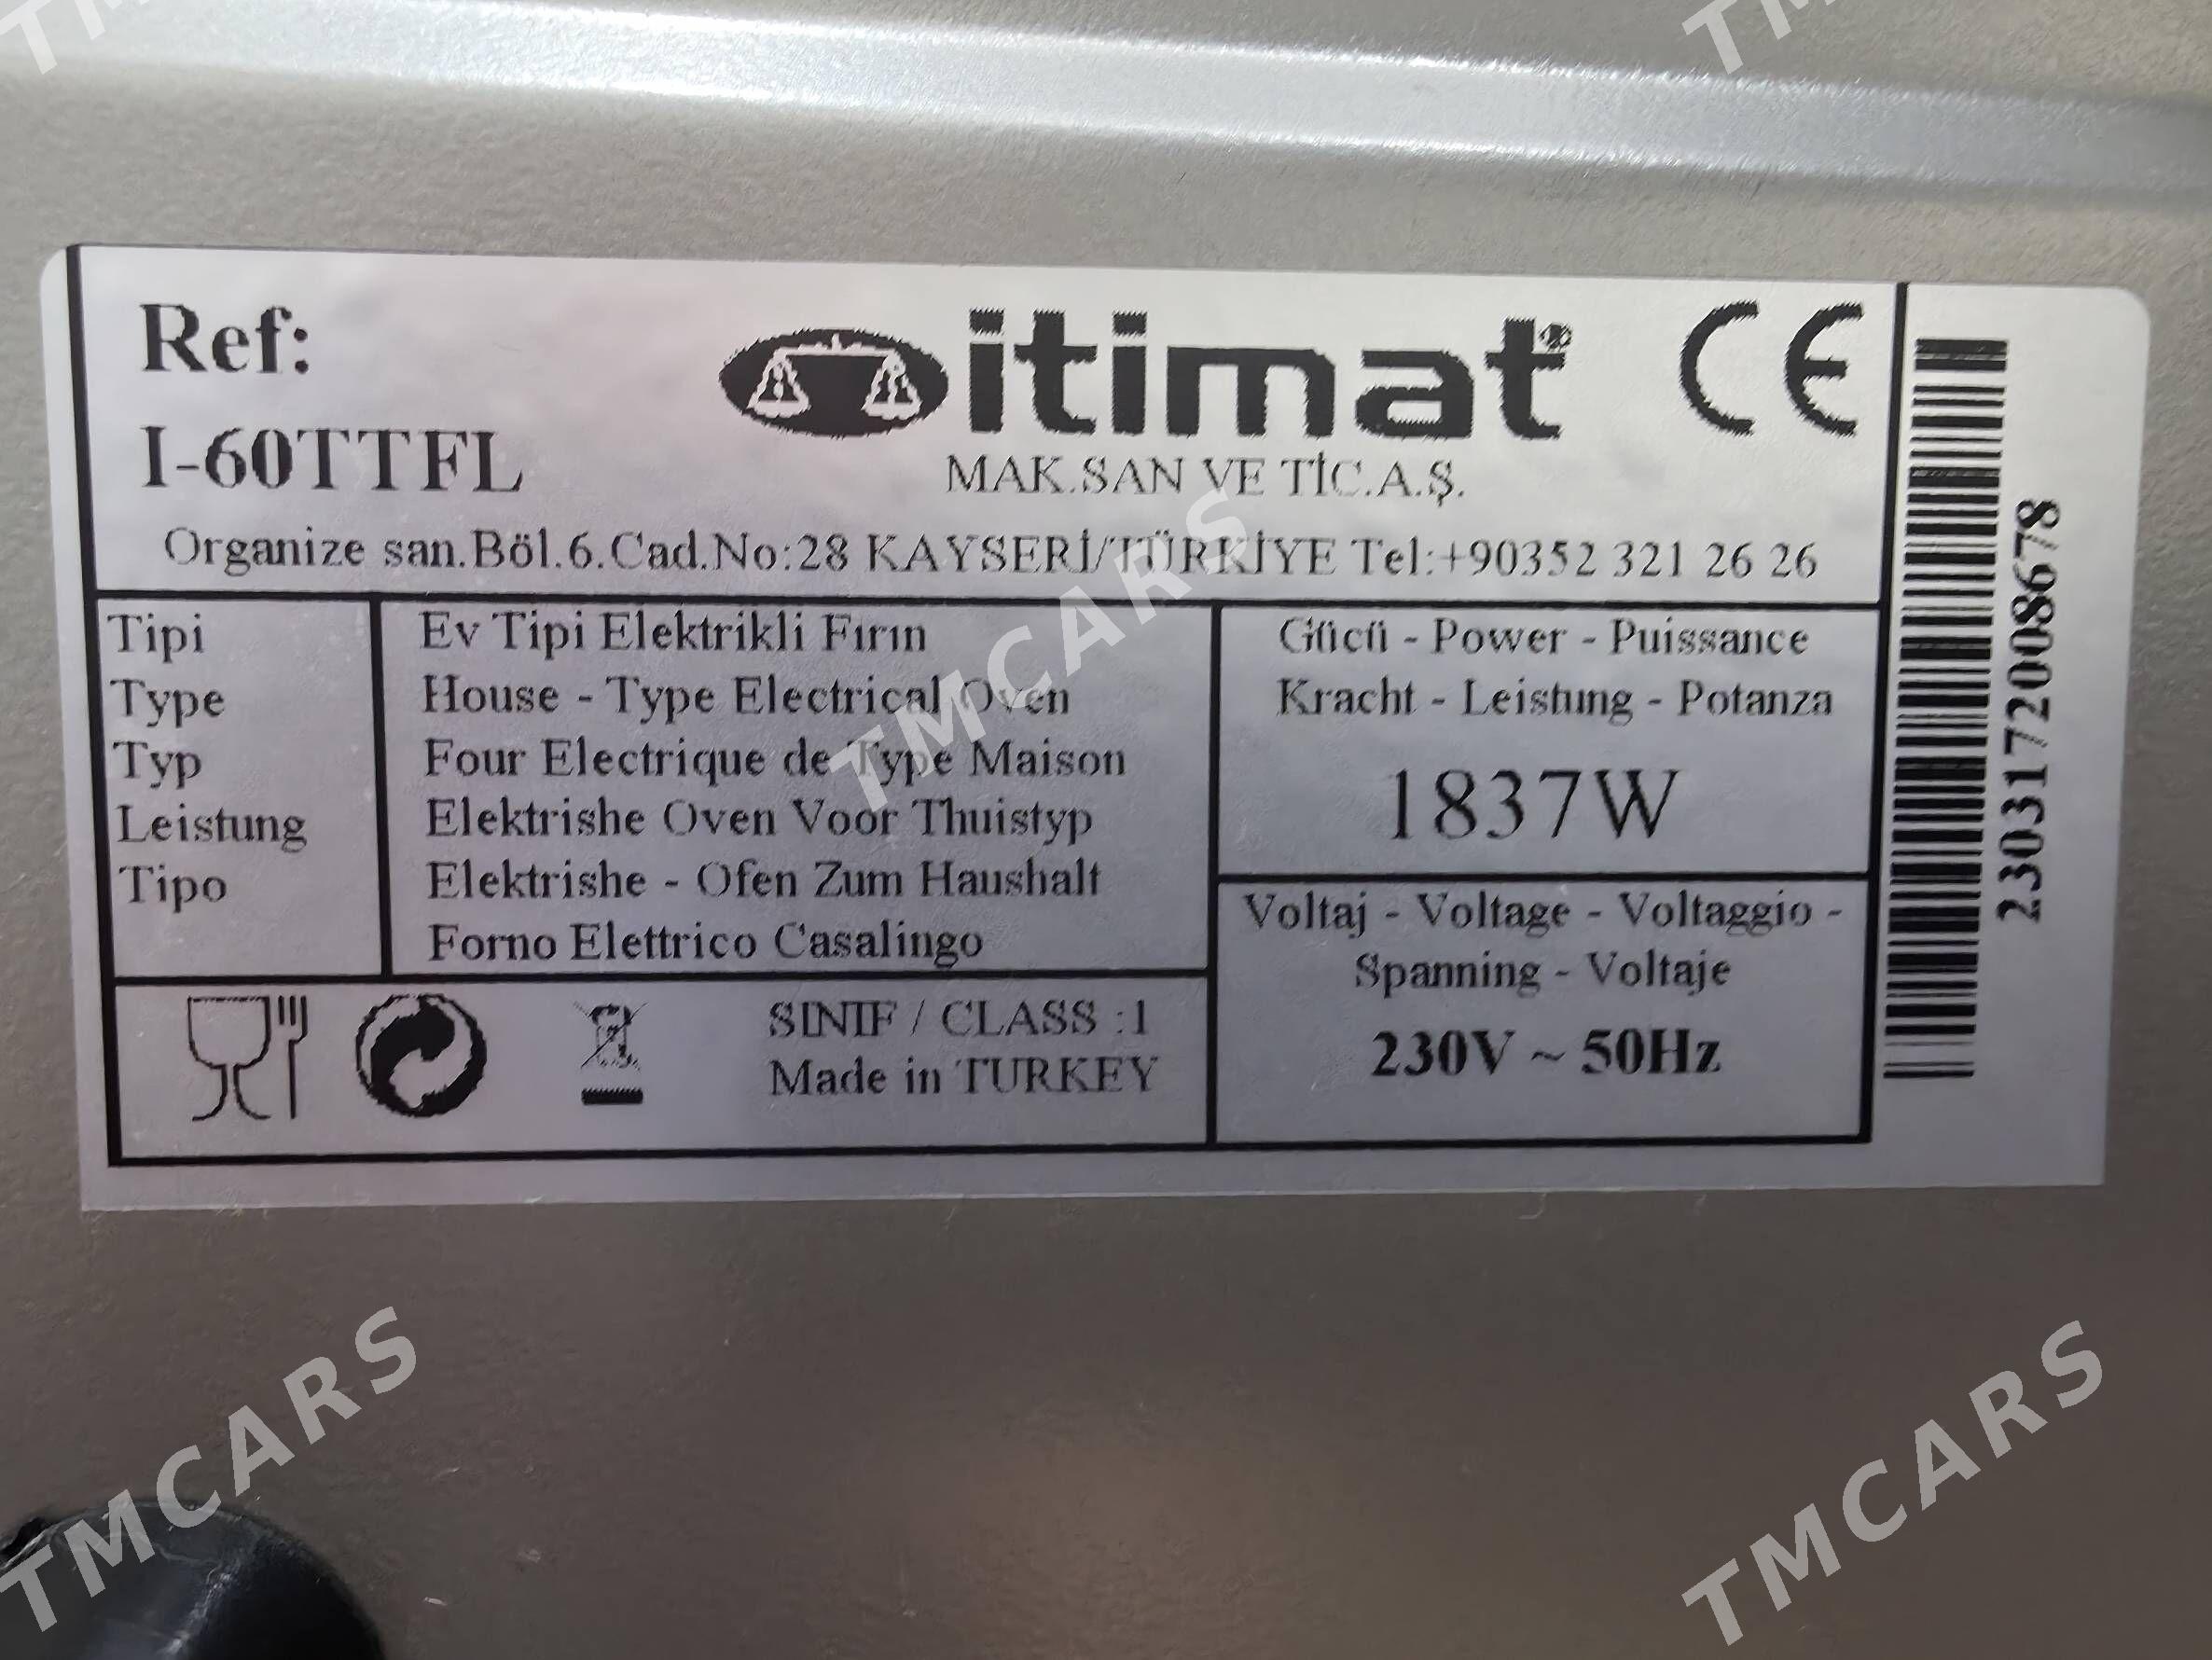 Ref:
I-60TTFL
itimat®
CE
MAK.SAN VE TİC.A.Ş.
Organize san.Böl.6.Cad.No:28 KAYSERİ/TÜRKİYE Tel:+90352 321 26 26
Tipi
Type
Typ
Leistung
Tipo
Ev Tipi Elektrikli Fırın
House - Type Electrical Oven
Four Electrique de Type Maison
Elektrishe Oven Voor Thuistyp
Elektrishe - Ofen Zum Haushalt
Forno Elettrico Casalingo
Gücü - Power - Puissance
Kracht - Leistung - Potanza
1837W
Voltaj - Voltage - Voltaggio -
Spanning - Voltaje
230V ~ 50Hz
SINIF / CLASS :1
Made in TURKEY
2303172008678
TMCARS
TMCARS
TMCARS